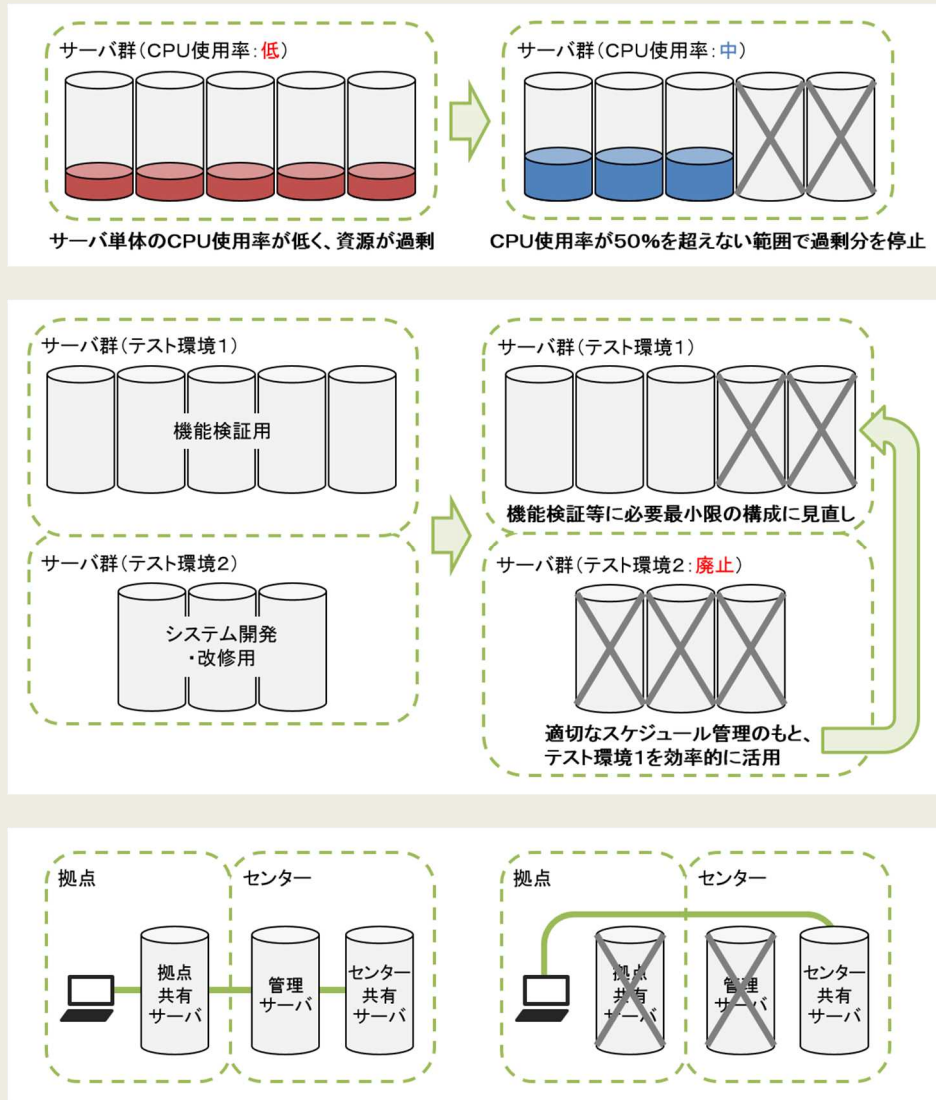 サーバ群(CPU使用率:低)
サーバ群(CPU使用率:中)
サーバ単体のCPU使用率が低く、資源が過剰
CPU使用率が50%を超えない範囲で過剰分を停止
サーバ群(テスト環境1)
機能検証用
サーバ群(テスト環境2)
システム開発
・改修用
サーバ群(テスト環境1)
機能検証等に必要最小限の構成に見直し
サーバ群(テスト環境2:廃止)
適切なスケジュール管理のもと、
テスト環境1を効率的に活用
拠点
センター
拠点
共有
サーバ
管理
サーバ
センター
共有
サーバ
拠点
センター
拠点
共有
サーバ
管理
サーバ
センター
共有
サーバ